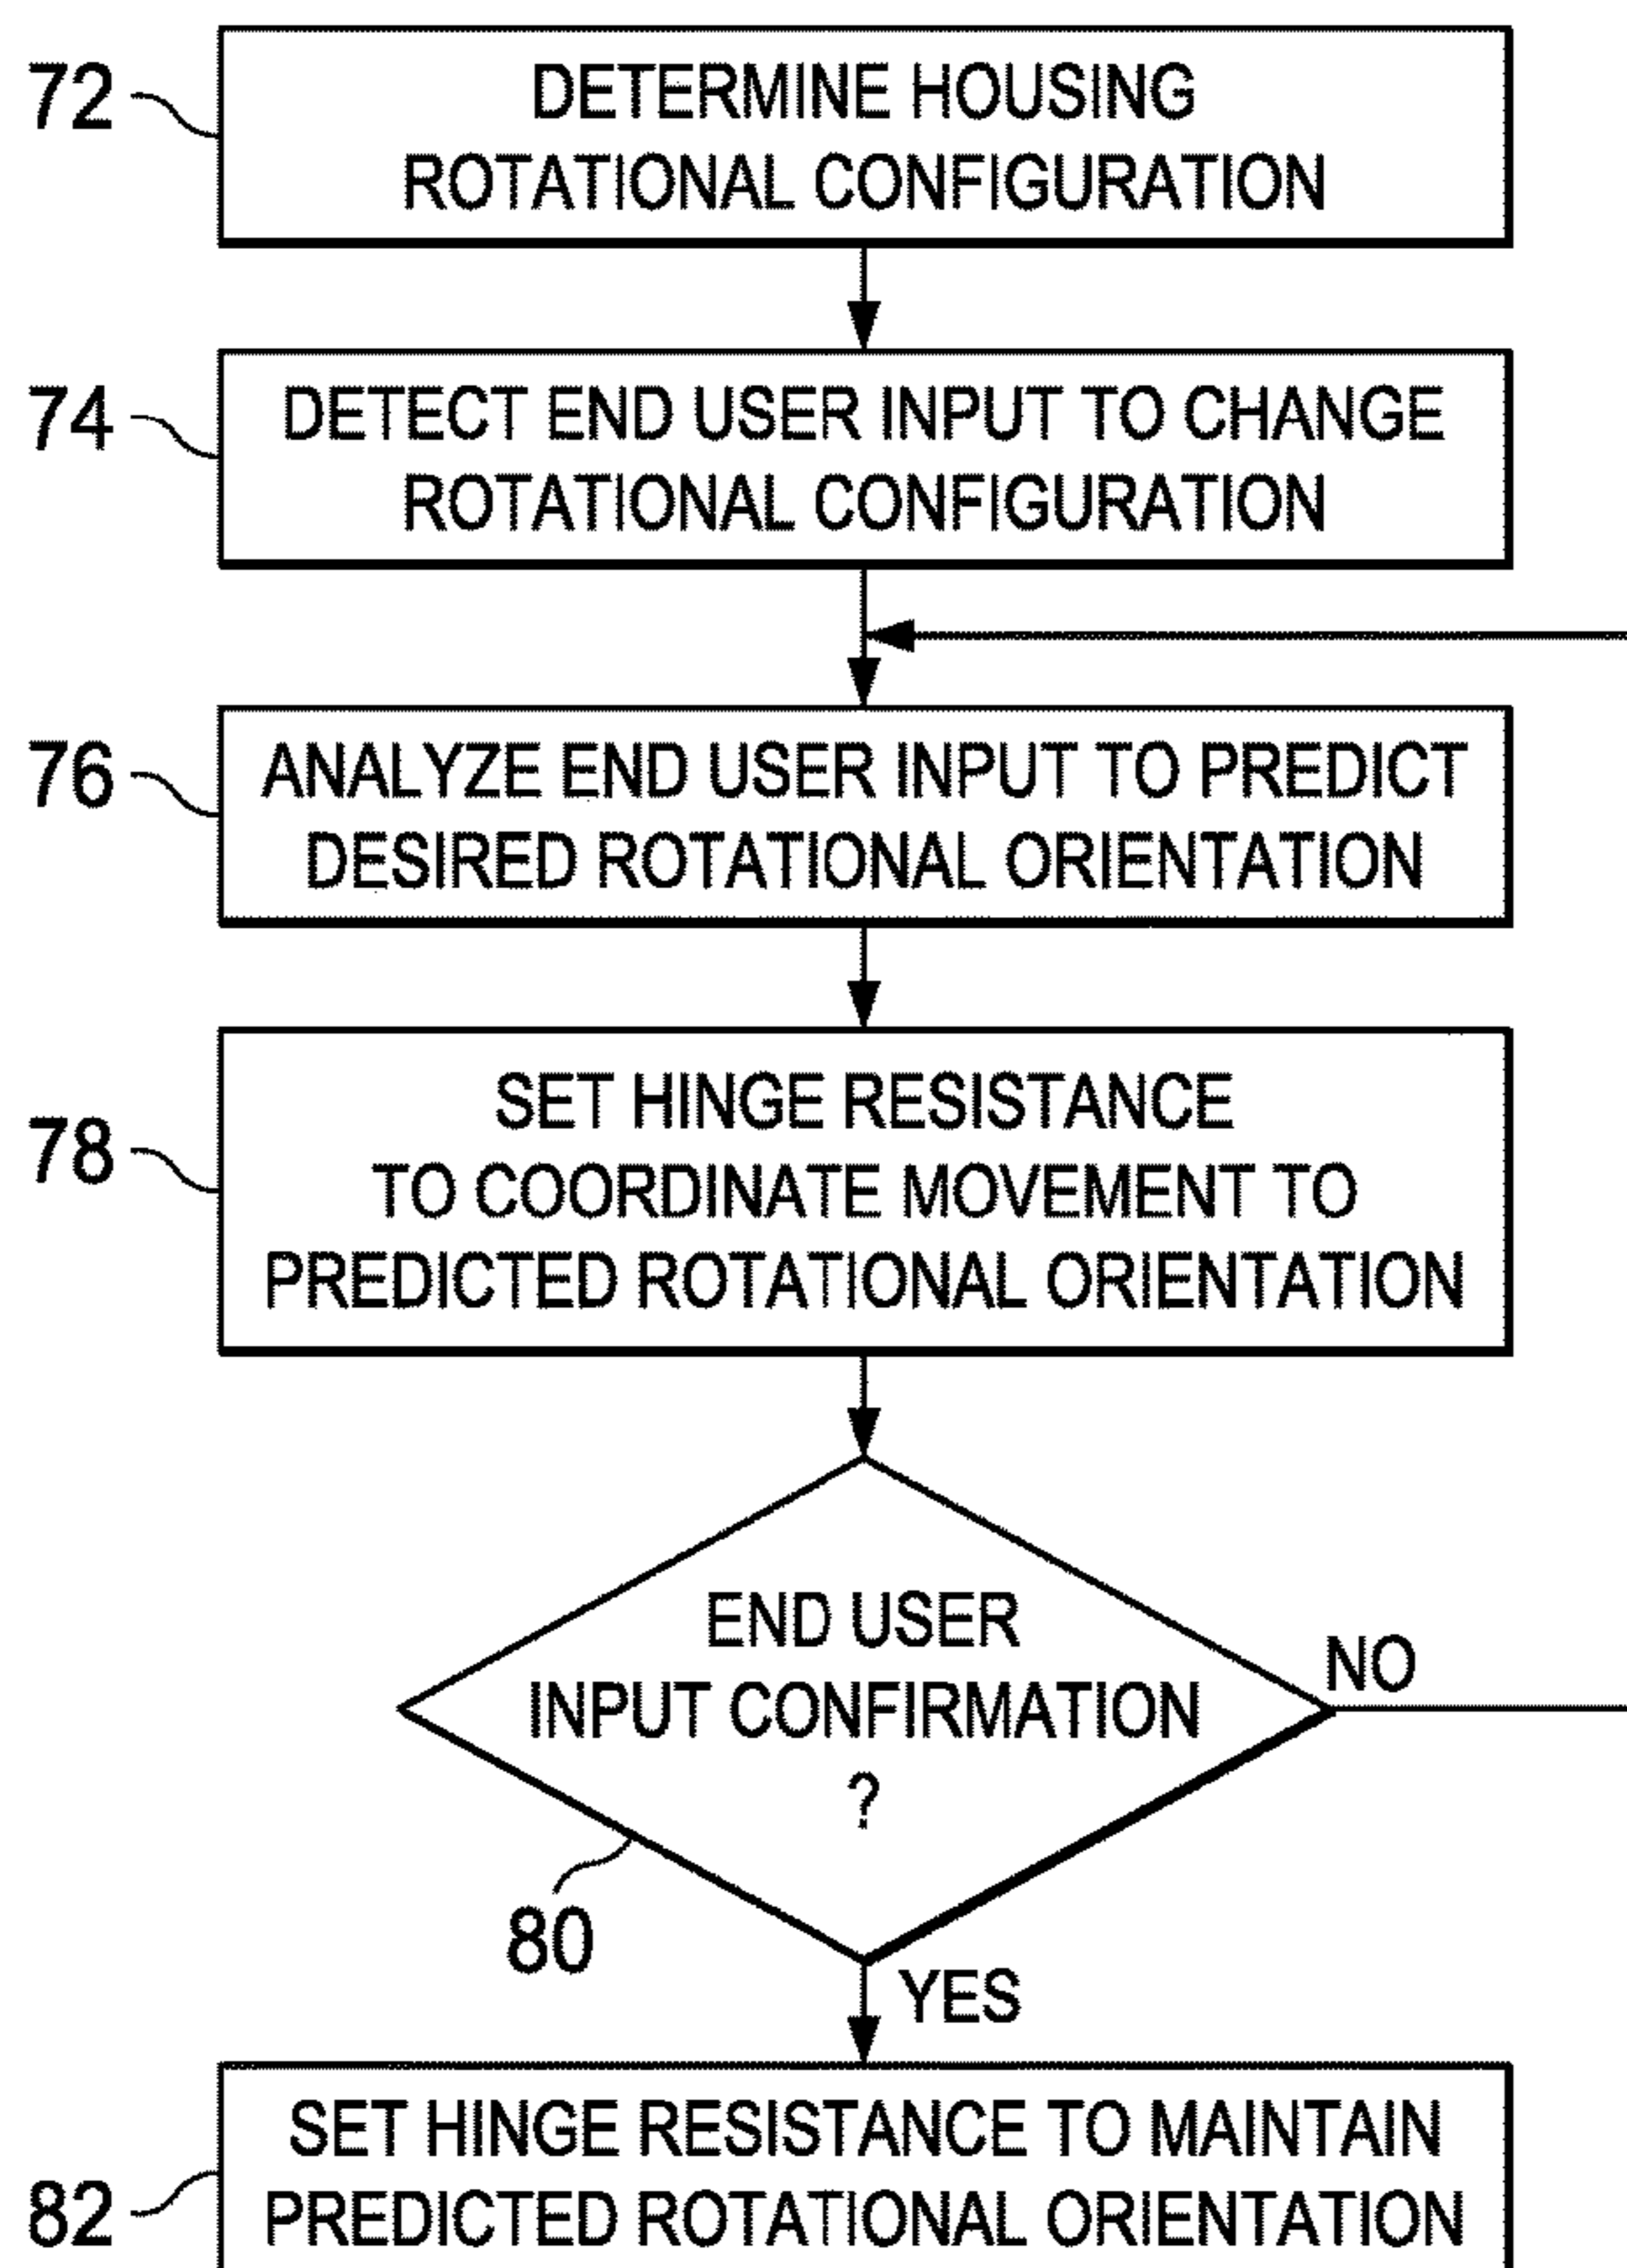 72
DETERMINE HOUSING
ROTATIONAL CONFIGURATION
74
DETECT END USER INPUT TO CHANGE
ROTATIONAL CONFIGURATION
76
ANALYZE END USER INPUT TO PREDICT
DESIRED ROTATIONAL ORIENTATION
78
SET HINGE RESISTANCE
TO COORDINATE MOVEMENT TO
PREDICTED ROTATIONAL ORIENTATION
END USER
INPUT CONFIRMATION
?
NO
80
YES
82
SET HINGE RESISTANCE TO MAINTAIN
PREDICTED ROTATIONAL ORIENTATION